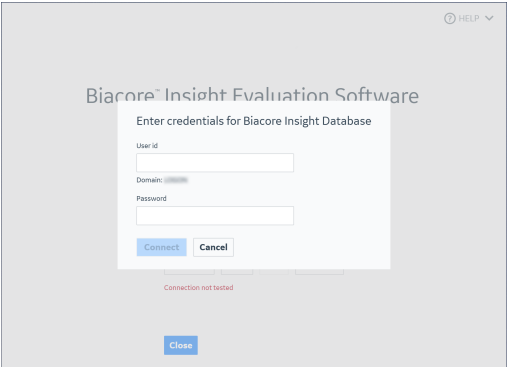 HELP
Biacore™ Insight Evaluation Software
Enter credentials for Biacore Insight Database
User id
Domain:
Password
Connect Cancel
Connection not tested
Close